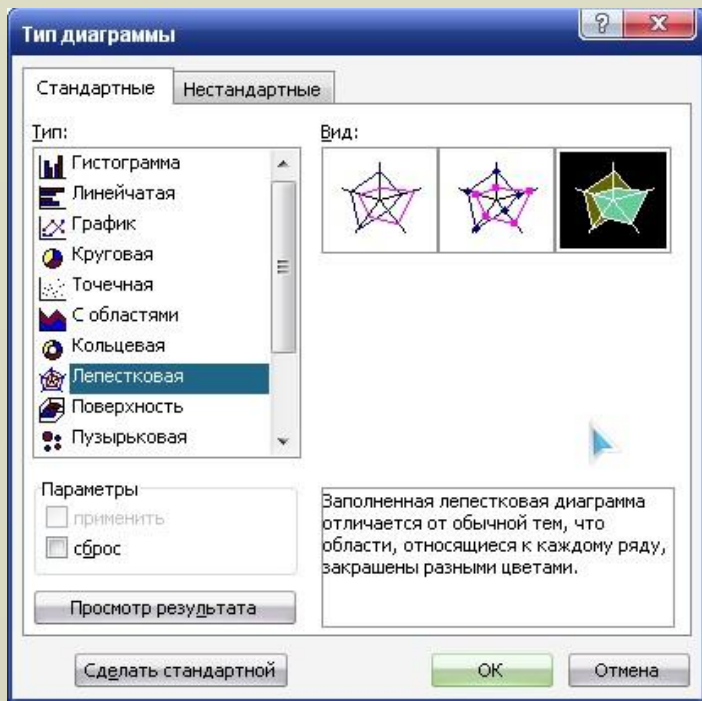 Тип диаграммы
Стандартные
Нестандартные
Тип:
Гистограмма
Линейчатая
График
Круговая
Точечная
С областями
Кольцевая
Лепестковая
Поверхность
Пузырьковая
Вид:
Параметры
применить
сброс
Заполненная лепестковая диаграмма
отличается от обычной тем, что
области, относящиеся к каждому ряду,
закрашены разными цветами.
Просмотр результата
Сделать стандартной
ОК
Отмена